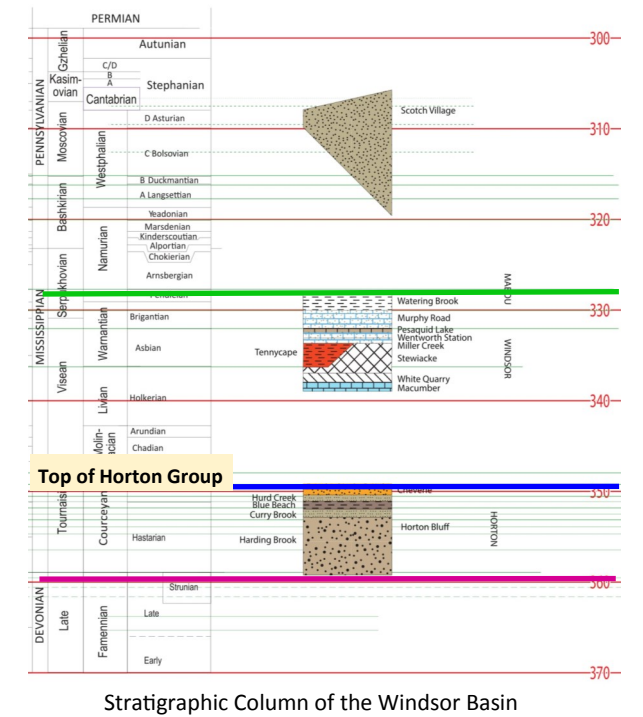 PERMIAN
300
Gzhelian
Autunian
C/D
B
A
Kasim-
ovian
Stephanian
Cantabrian
PENNSYLVANIAN
Scotch Village
D Asturian
310
Moscovian
Westphalian
C Bolsovian
B Duckmantian
A Langsettian
Bashkirian
Yeadonian
320
Marsdenian
Kinderscoutian
Alportian
Chokierian
Namurian
Arnsbergian
Serpukhovian
MABOU
Watering Brook
330
MISSISSIPPIAN
Brigantian
Murphy Road
Pesaquid Lake
Wentworth Station
Miller Creek
Warnantian
Asbian
Tennycape
Stewiacke
WINDSOR
Visean
White Quarry
Macumber
Livian
Holkerian
340
Arundian
Chadian
Top of Horton Group
350
Cheverie
Hurd Creek
Blue Beach
Curry Brook
Courceyan
Horton Bluff
HORTON
Hastarian
Harding Brook
360
Strunian
DEVONIAN
Late
Famennian
Late
Early
370
Stratigraphic Column of the Windsor Basin